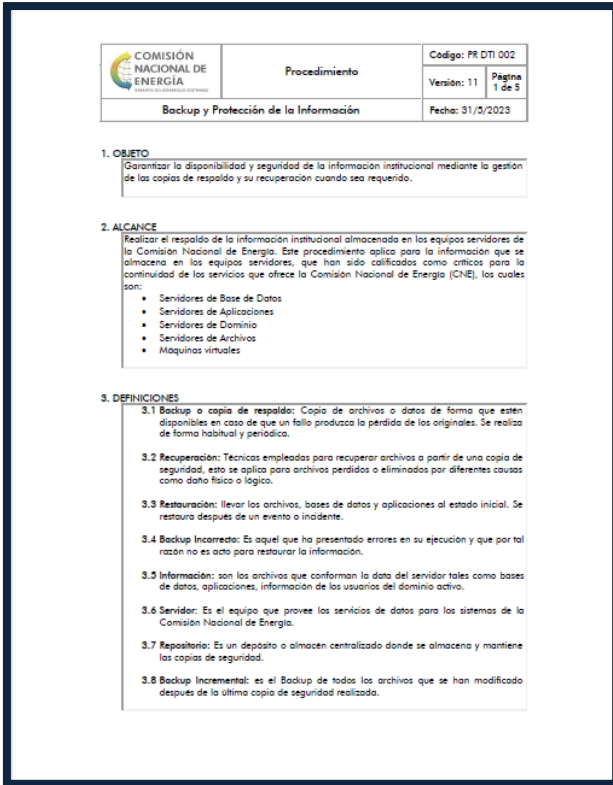 COMISIÓN
NACIONAL DE
ENERGÍA
Procedimiento
Código: PR DTI 002
Versión: 11
Página
1 de 5
Backup y Protección de la Información
Fecha: 31/5/2023
1. OBJETO
Garantizar la disponibilidad y seguridad de la información institucional mediante la gestión
de las copias de respaldo y su recuperación cuando sea requerido.
2. ALCANCE
Realizar el respaldo de la información institucional almacenada en los equipos servidores de
la Comisión Nacional de Energía. Este procedimiento aplica para la información que se
almacena en los equipos servidores, que han sido calificados como críticos para la
continuidad de los servicios que ofrece la Comisión Nacional de Energía (CNE), los cuales
son:
• Servidores de Base de Datos
• Servidores de Aplicaciones
• Servidores de Dominio
• Servidores de Archivos
• Máquinas virtuales
3. DEFINICIONES
3.1 Backup o copia de respaldo: Copia de archivos o datos de forma que estén
disponibles en caso de que un fallo produzca la pérdida de los originales. Se realiza
de forma habitual y periódica.
3.2 Recuperación: Técnicas empleadas para recuperar archivos a partir de una copia de
seguridad, esto se aplica para archivos perdidos o eliminados por diferentes causas
como daño físico o lógico.
3.3 Restauración: llevar los archivos, bases de datos y aplicaciones al estado inicial. Se
restaura después de un evento o incidente.
3.4 Backup Incorrecto: Es aquel que ha presentado errores en su ejecución y que por tal
razón no es acto para restaurar la información.
3.5 Información: son los archivos que conforman la data del servidor tales como bases
de datos, aplicaciones, información de los usuarios del dominio activo.
3.6 Servidor: Es el equipo que provee los servicios de datos para los sistemas de la
Comisión Nacional de Energía.
3.7 Repositorio: Es un depósito o almacén centralizado donde se almacena y mantiene
las copias de seguridad.
3.8 Backup Incremental: es el Backup de todos los archivos que se han modificado
después de la última copia de seguridad realizada.